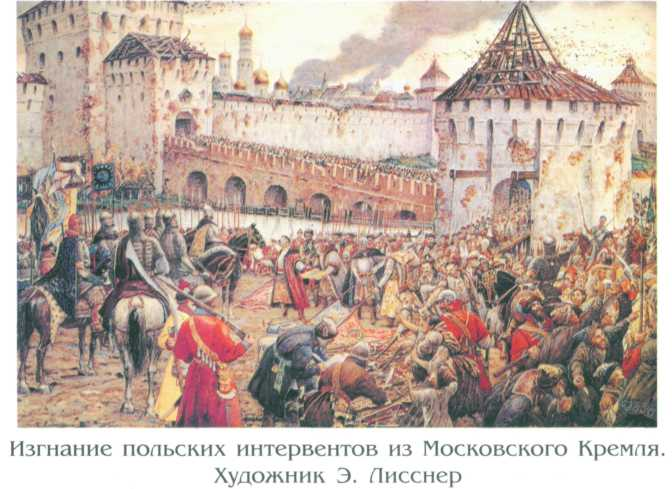 Изгнание польских интервентов из Московского Кремля.
Художник Э. Лисснер